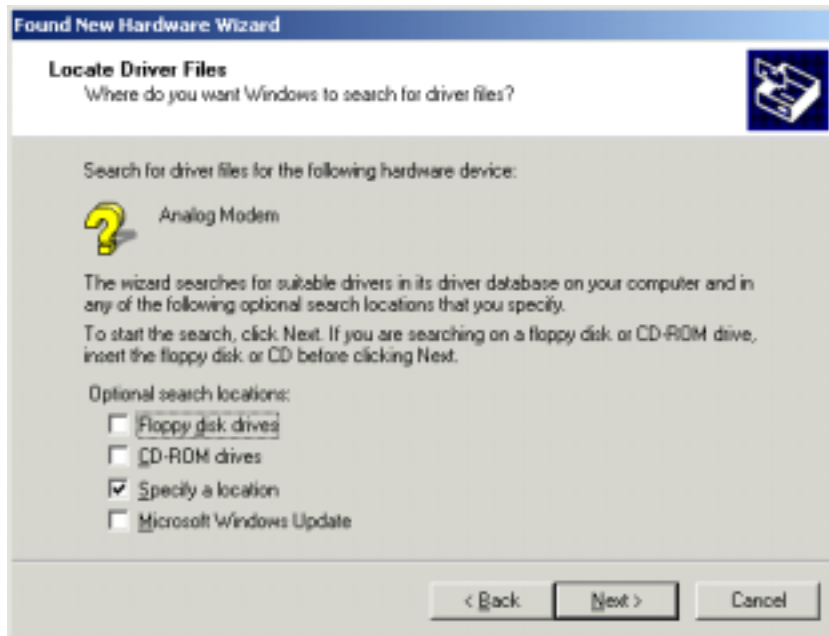 Found New Hardware Wizard
Locate Driver Files
Where do you want Windows to search for driver files?
Search for driver files for the following hardware device:
Analog Modem
The wizard searches for suitable drivers in its driver database on your computer and in
any of the following optional search locations that you specify.
To start the search, click Next. If you are searching on a floppy disk or CD-ROM drive,
insert the floppy disk or CD before clicking Next.
Optional search locations:
Floppy disk drives
CD-ROM drives
Specify a location
Microsoft Windows Update
< Back
Next >
Cancel